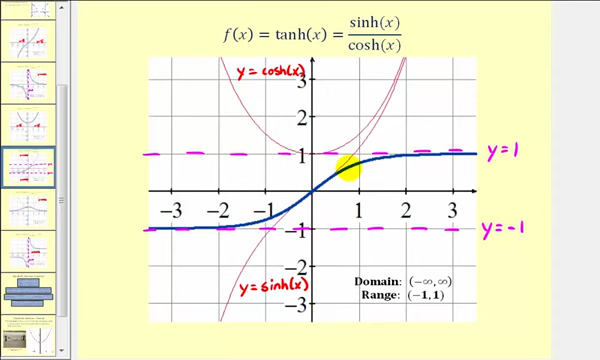 f(x) = tanh(x) = sinh(x)/cosh(x)
y = cosh(x)
3
2
1
y = 1
-3 -2 -1 0 1 2 3
-1
y = -1
-2
y = sinh(x)
Domain: (-∞, ∞)
Range: (-1, 1)
-3